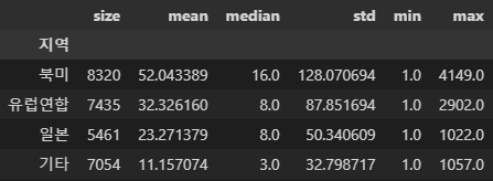 size mean median std min max
지역
북미 8320 52.043389 16.0 128.070694 1.0 4149.0
유럽연합 7435 32.326160 8.0 87.851694 1.0 2902.0
일본 5461 23.271379 8.0 50.340609 1.0 1022.0
기타 7054 11.157074 3.0 32.798717 1.0 1057.0